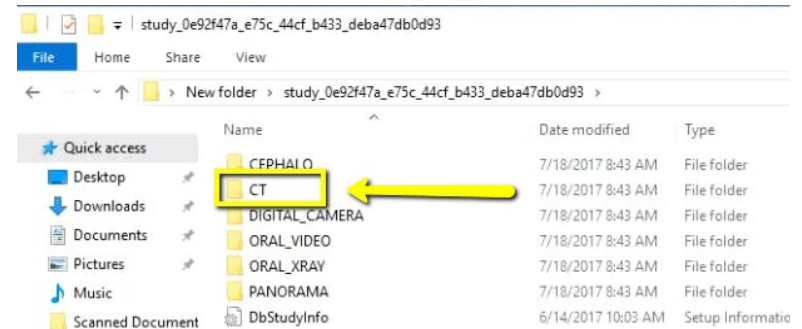 study_0e92f47a_e75c_44cf_b433_deba47db0d93
File Home Share View
New folder > study_0e92f47a_e75c_44cf_b433_deba47db0d93 >
Name Date modified Type
Quick access
CEPHALO 7/18/2017 8:43 AM File folder
Desktop
CT 7/18/2017 8:43 AM File folder
Downloads
DIGITAL_CAMERA 7/18/2017 8:43 AM File folder
Documents
ORAL_VIDEO 7/18/2017 8:43 AM File folder
Pictures
ORAL_XRAY 7/18/2017 8:43 AM File folder
Music
PANORAMA 7/18/2017 8:43 AM File folder
Scanned Document
DbStudyInfo 6/14/2017 10:03 AM Setup Informatio